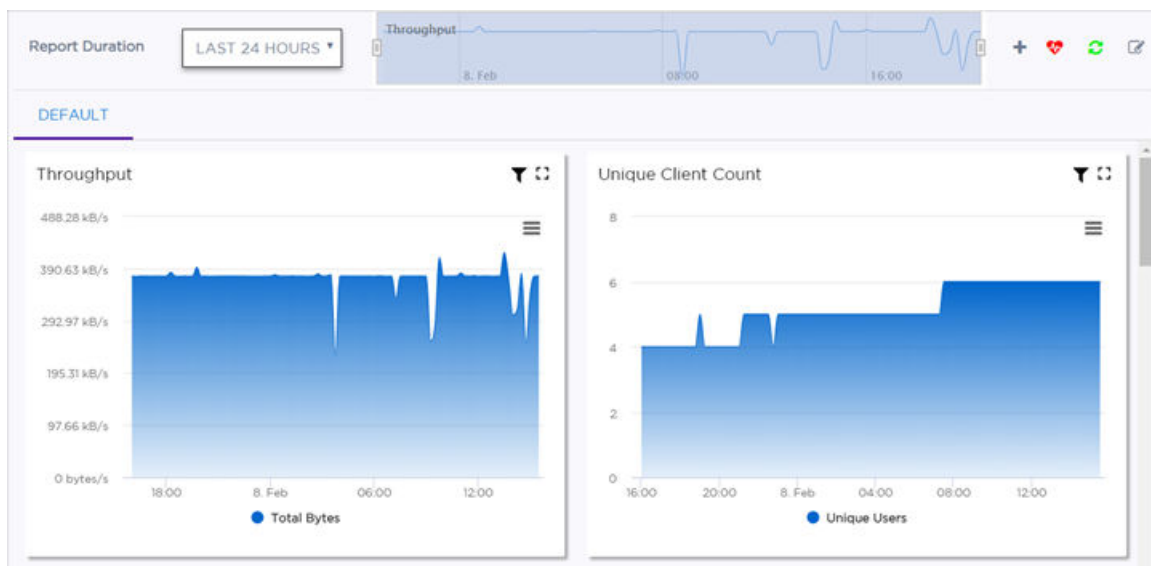 Report Duration
LAST 24 HOURS
Throughput
8. Feb
08:00
16:00
DEFAULT
Throughput
488.28 kB/s
390.63 kB/s
292.97 kB/s
195.31 kB/s
97.66 kB/s
0 bytes/s
18:00
8. Feb
06:00
12:00
Total Bytes
Unique Client Count
8
6
4
2
0
16:00
20:00
8. Feb
04:00
08:00
12:00
Unique Users